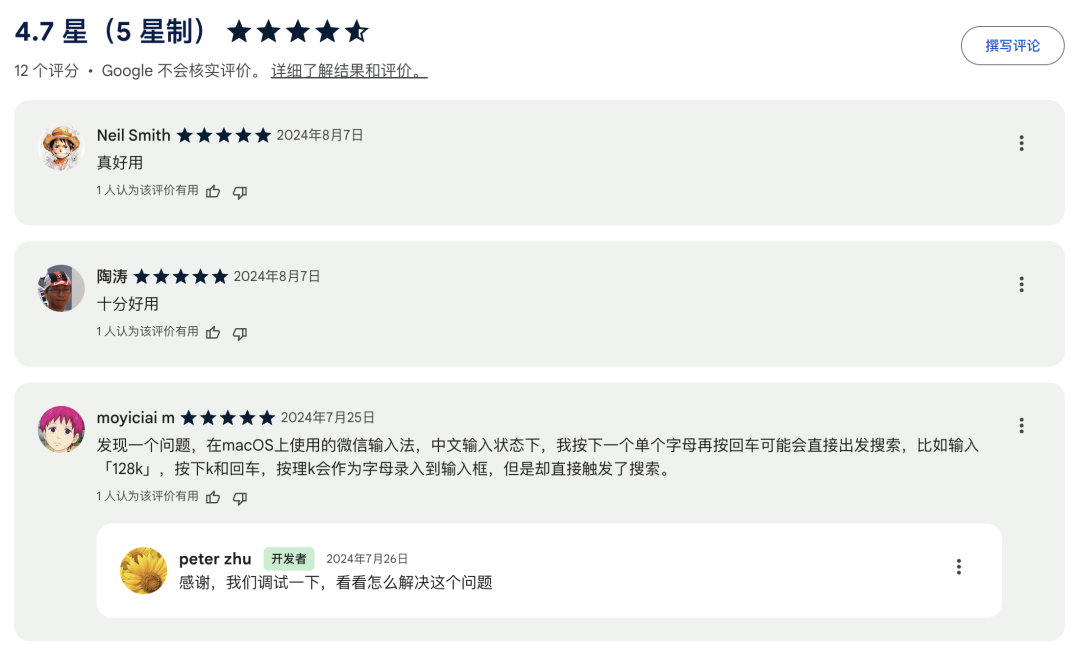 4.7 星（5 星制）
撰写评论
12 个评分 • Google 不会核实评价。 详细了解结果和评价。
Neil Smith 2024年8月7日
真好用
1 人认为该评价有用
陶涛 2024年8月7日
十分好用
1 人认为该评价有用
moyiciai m 2024年7月25日
发现一个问题，在macOS上使用的微信输入法，中文输入状态下，我按下一个单个字母再按回车可能会直接出发搜索，比如输入
「128k」，按下k和回车，按理k会作为字母录入到输入框，但是却直接触发了搜索。
1 人认为该评价有用
peter zhu 开发者 2024年7月26日
感谢，我们调试一下，看看怎么解决这个问题